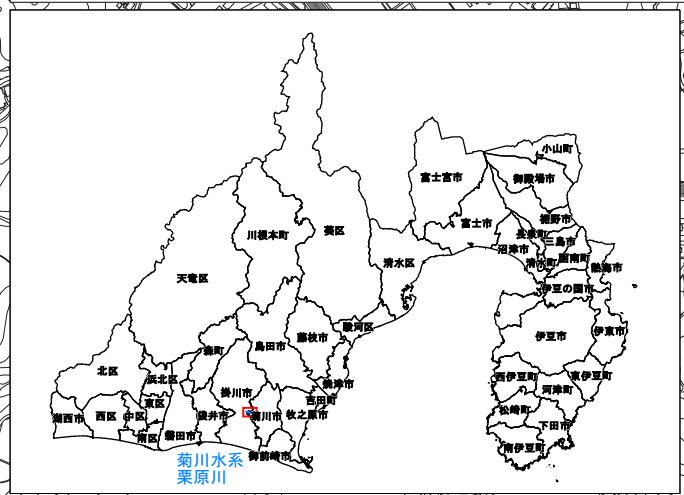 小山町
富士宮市
御殿場市
裾野市
富士市
長泉町
三島市
沼津市
函南町
清水町
熱海市
伊豆の国市
川根本町
葵区
清水区
天竜区
駿河区
伊豆市
伊東市
藤枝市
島田市
森町
北区
浜北区
焼津市
西伊豆町
東伊豆町
河津町
掛川市
吉田町
東区
中区
西区
湖西市
袋井市
菊川市
牧之原市
松崎町
下田市
南区
磐田市
南伊豆町
御前崎市
菊川水系
栗原川